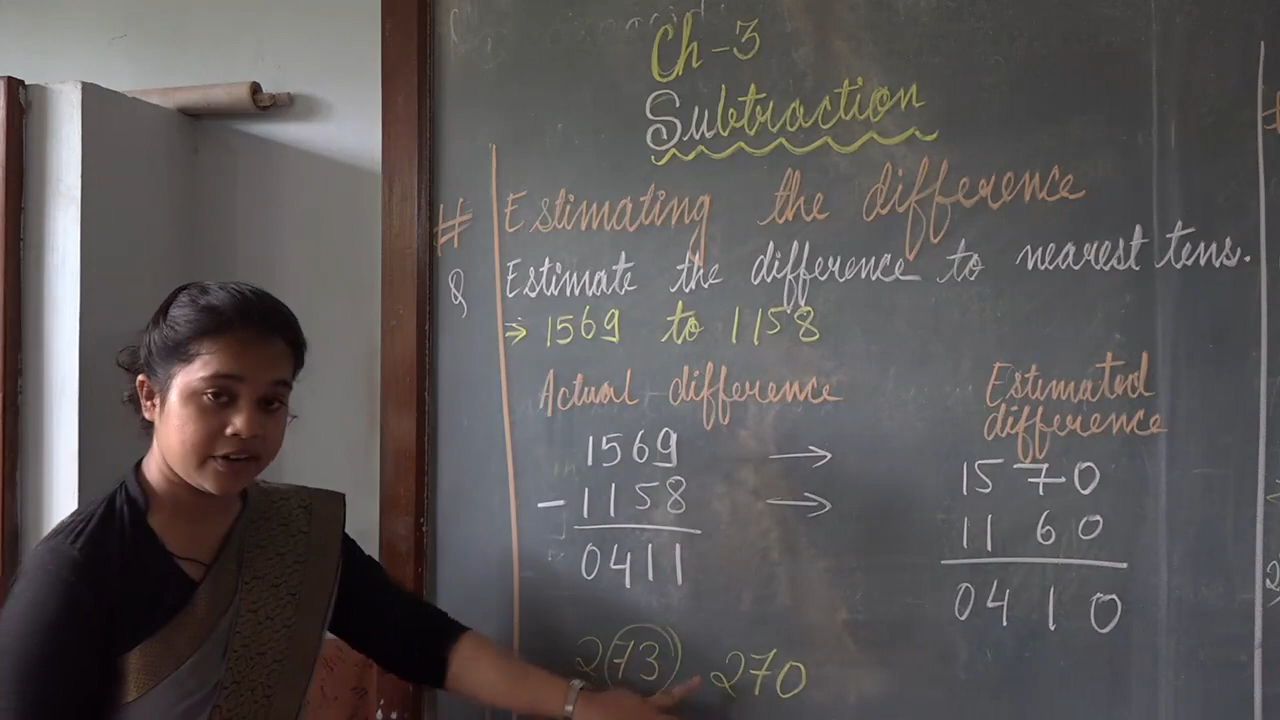 Ch-3
Subtraction
# Estimating the difference
Q Estimate the difference to nearest tens.
→ 1569 to 1158
Actual difference
1569 →
- 1158 →
0411
Estimated
difference
1570
1160
0410
273 270